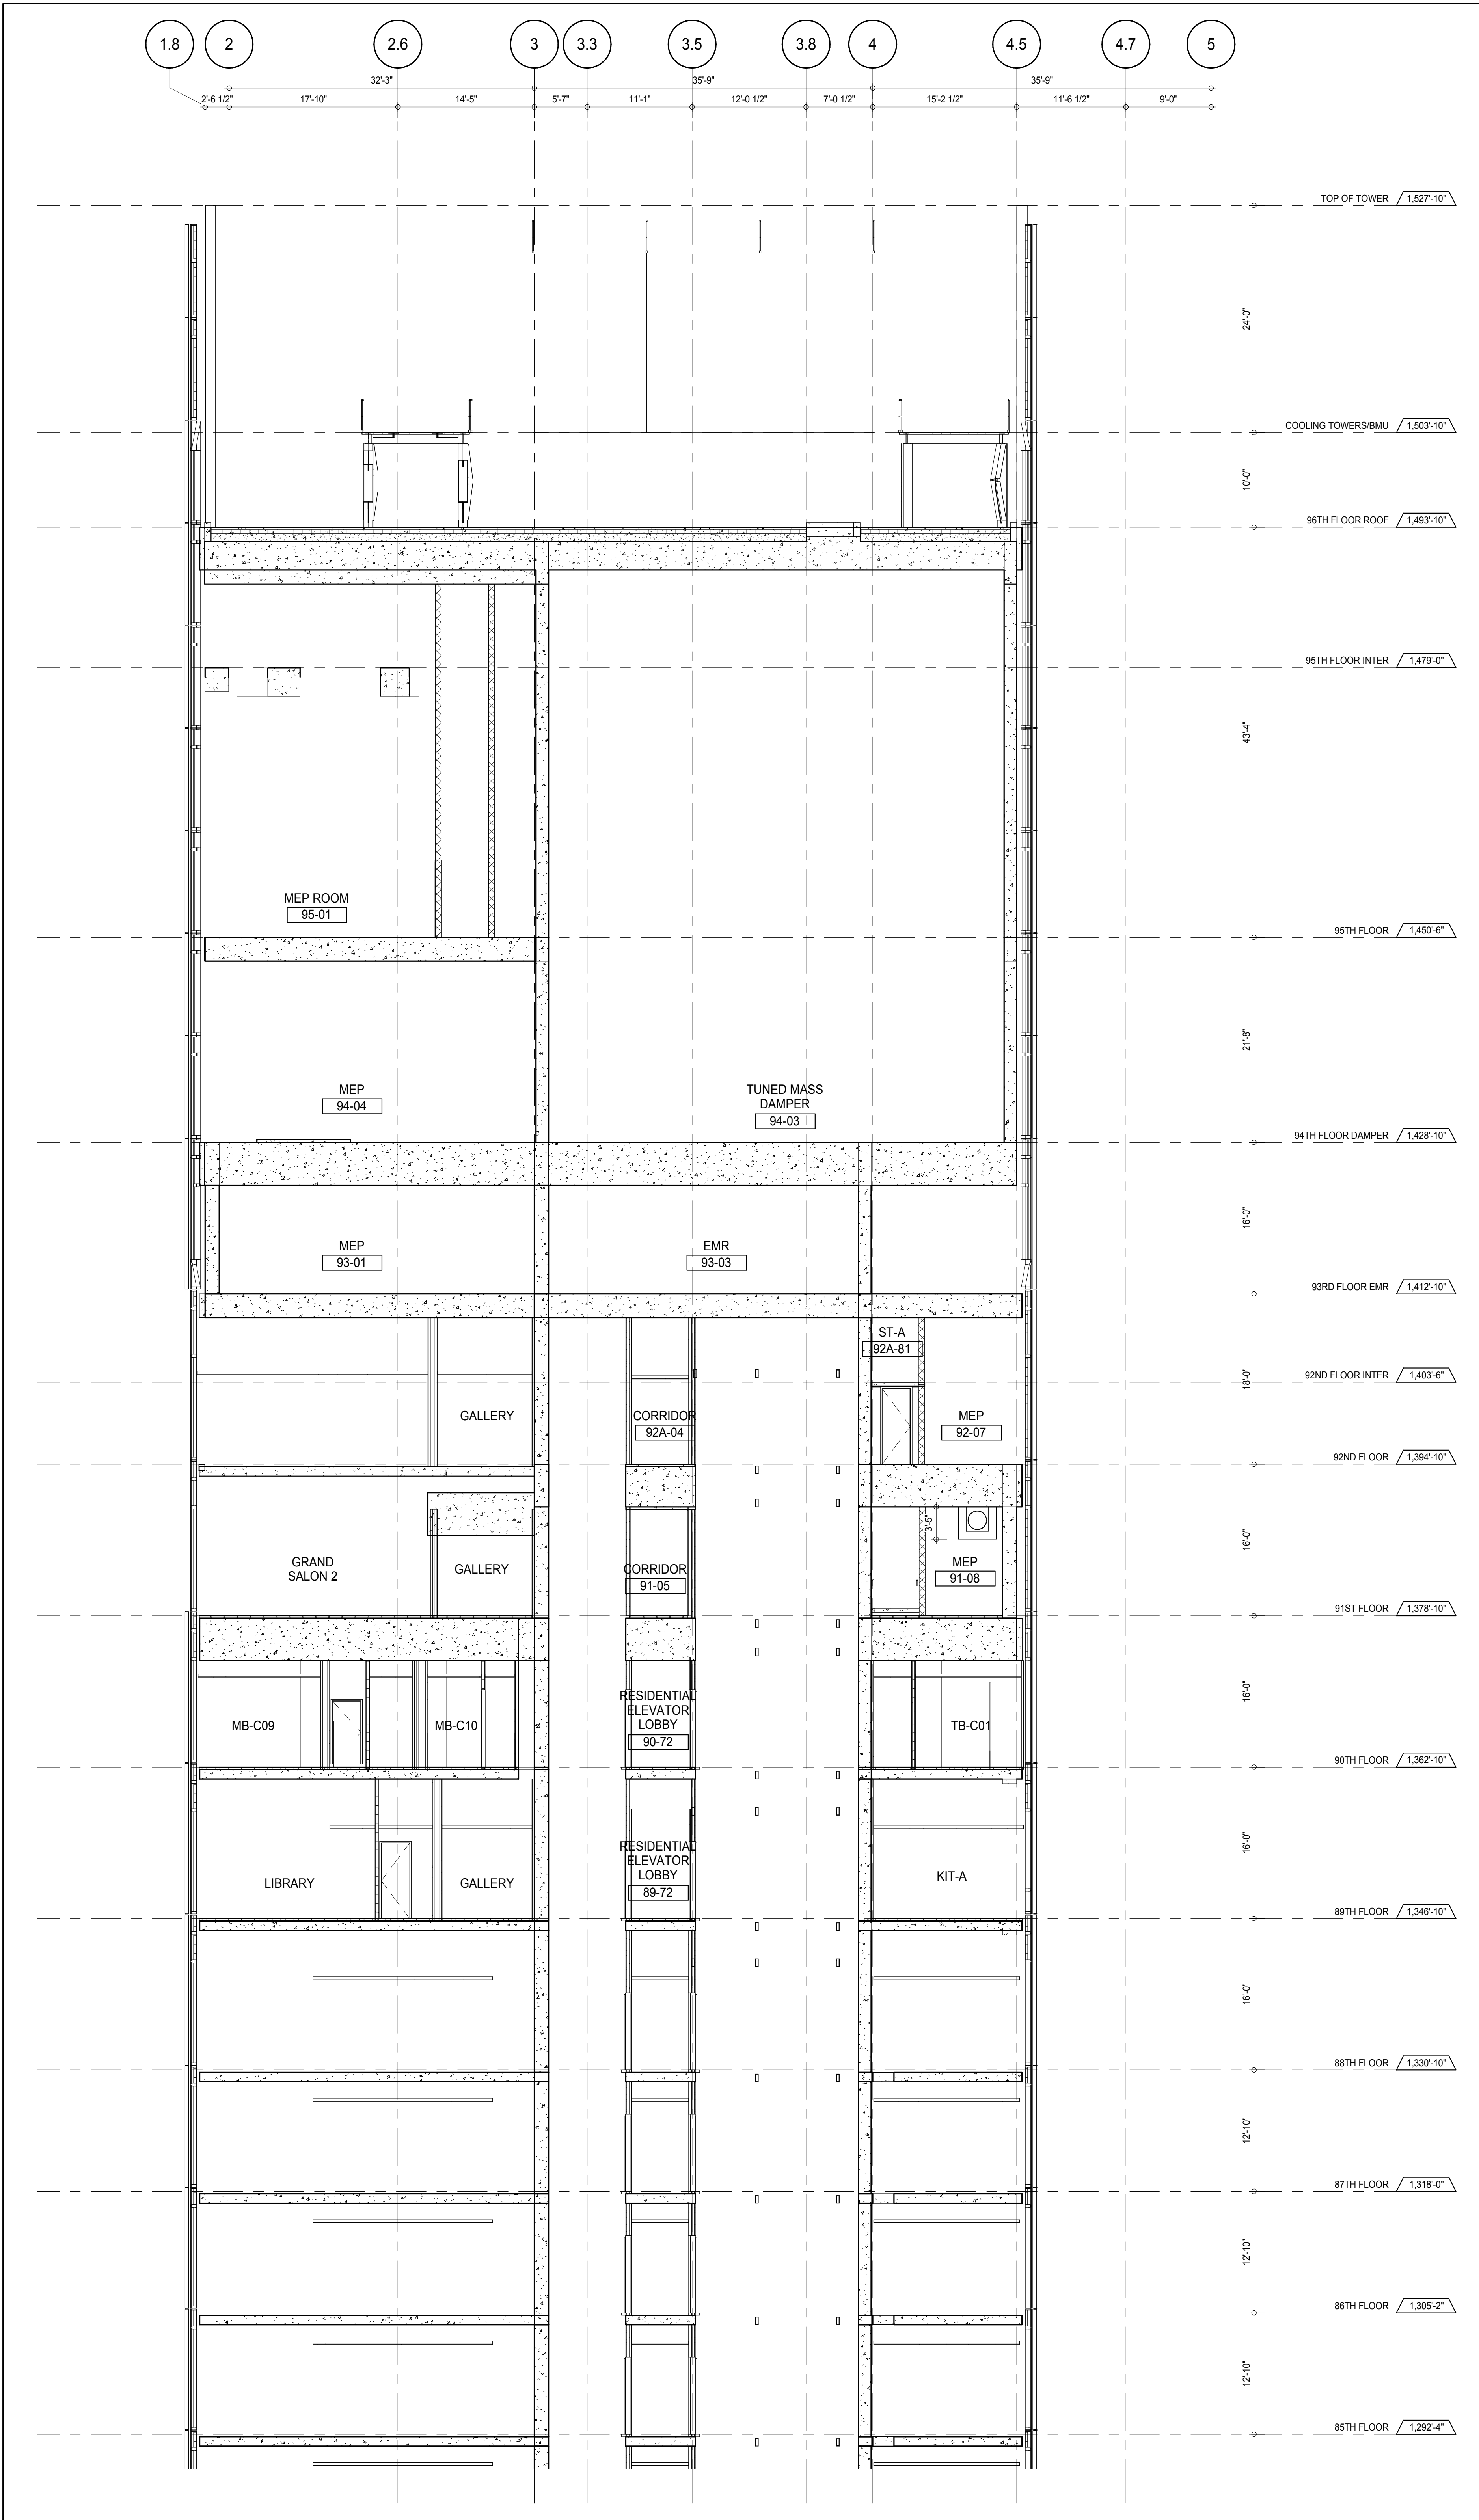 1.8 2 2.6 3 3.3 3.5 3.8 4 4.5 4.7 5
32'-3" 35'-9" 35'-9"
2'-6 1/2" 17'-10" 14'-5" 5'-7" 11'-1" 12'-0 1/2" 7'-0 1/2" 15'-2 1/2" 11'-6 1/2" 9'-0"
TOP OF TOWER 1,527'-10"
24'-0"
COOLING TOWERS/BMU 1,503'-10"
10'-0"
96TH FLOOR ROOF 1,493'-10"
95TH FLOOR INTER 1,479'-0"
43'-4"
MEP ROOM
95-01
95TH FLOOR 1,450'-6"
21'-8"
MEP
94-04
TUNED MASS
DAMPER
94-03
94TH FLOOR DAMPER 1,428'-10"
16'-0"
MEP
93-01
EMR
93-03
93RD FLOOR EMR 1,412'-10"
ST-A
92A-81
92ND FLOOR INTER 1,403'-6"
18'-0"
GALLERY
CORRIDOR
92A-04
MEP
92-07
92ND FLOOR 1,394'-10"
3'-5"
16'-0"
GRAND
SALON 2
GALLERY
CORRIDOR
91-05
MEP
91-08
91ST FLOOR 1,378'-10"
16'-0"
MB-C09
MB-C10
RESIDENTIAL
ELEVATOR
LOBBY
90-72
TB-C01
90TH FLOOR 1,362'-10"
16'-0"
LIBRARY
GALLERY
RESIDENTIAL
ELEVATOR
LOBBY
89-72
KIT-A
89TH FLOOR 1,346'-10"
16'-0"
88TH FLOOR 1,330'-10"
12'-10"
87TH FLOOR 1,318'-0"
12'-10"
86TH FLOOR 1,305'-2"
12'-10"
85TH FLOOR 1,292'-4"